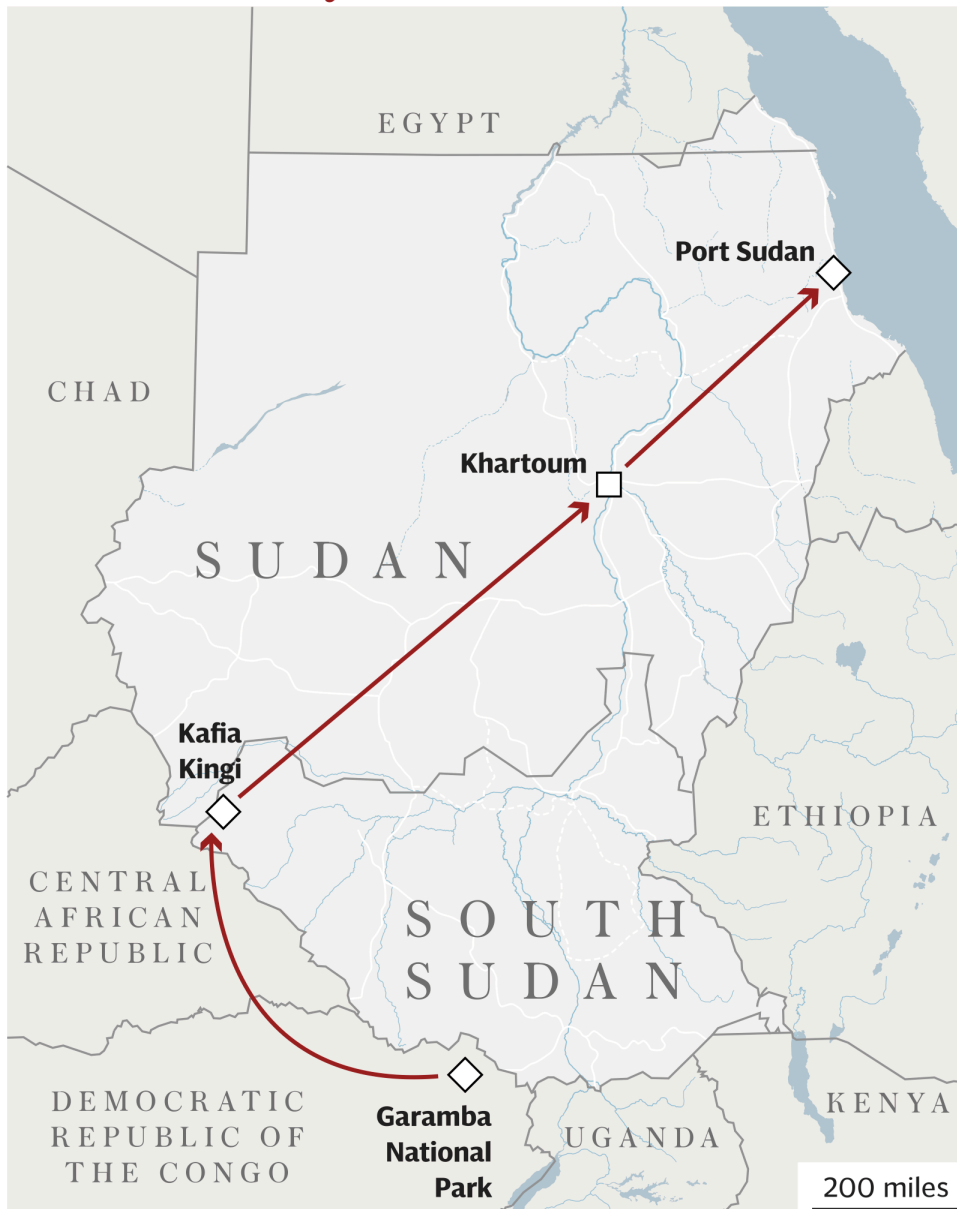 EGYPT
Port Sudan
CHAD
Khartoum
SUDAN
Kafia
Kingi
ETHIOPIA
CENTRAL
AFRICAN
REPUBLIC
SOUTH
SUDAN
DEMOCRATIC
REPUBLIC OF
THE CONGO
Garamba
National
Park
UGANDA
KENYA
200 miles